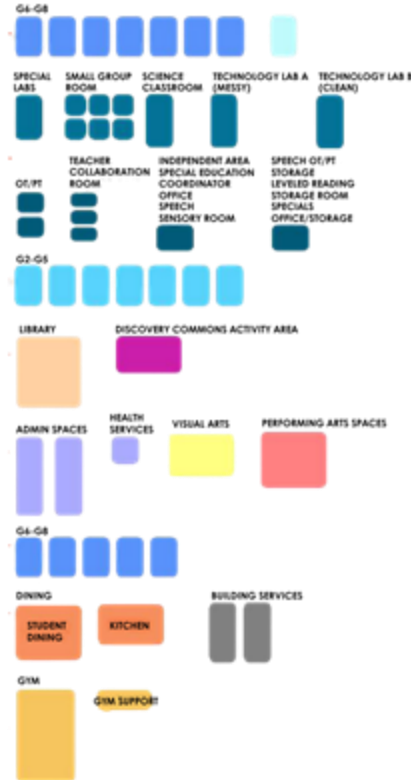 G6-G8
SPECIAL
LABS
SMALL GROUP
ROOM
SCIENCE
CLASSROOM
TECHNOLOGY LAB A
(MESSY)
TECHNOLOGY LAB B
(CLEAN)
OT/PT
TEACHER
COLLABORATION
ROOM
INDEPENDENT AREA
SPECIAL EDUCATION
COORDINATOR
OFFICE
SPEECH
SENSORY ROOM
SPEECH OT/PT
STORAGE
LEVELED READING
STORAGE ROOM
SPECIALS
OFFICE/STORAGE
G2-G5
LIBRARY
DISCOVERY COMMONS ACTIVITY AREA
ADMIN SPACES
HEALTH
SERVICES
VISUAL ARTS
PERFORMING ARTS SPACES
G6-G8
DINING
STUDENT
DINING
KITCHEN
BUILDING SERVICES
GYM
GYM SUPPORT